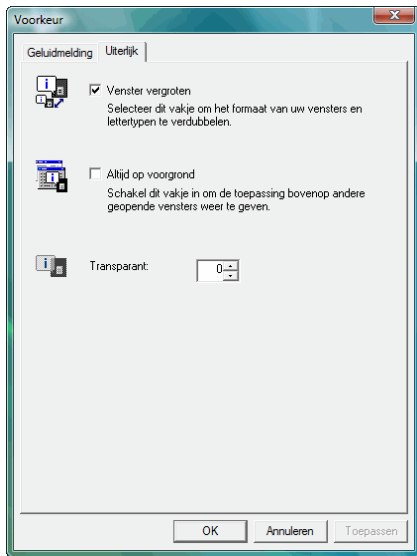 Voorkeur
Geluidmelding Uiterlijk
Venster vergroten
Selecteer dit vakje om het formaat van uw vensters en
lettertypen te verdubbelen.
Altijd op voorgrond
Schakel dit vakje in om de toepassing bovenop andere
geopende vensters weer te geven.
Transparant: 0
OK Annuleren Toepassen